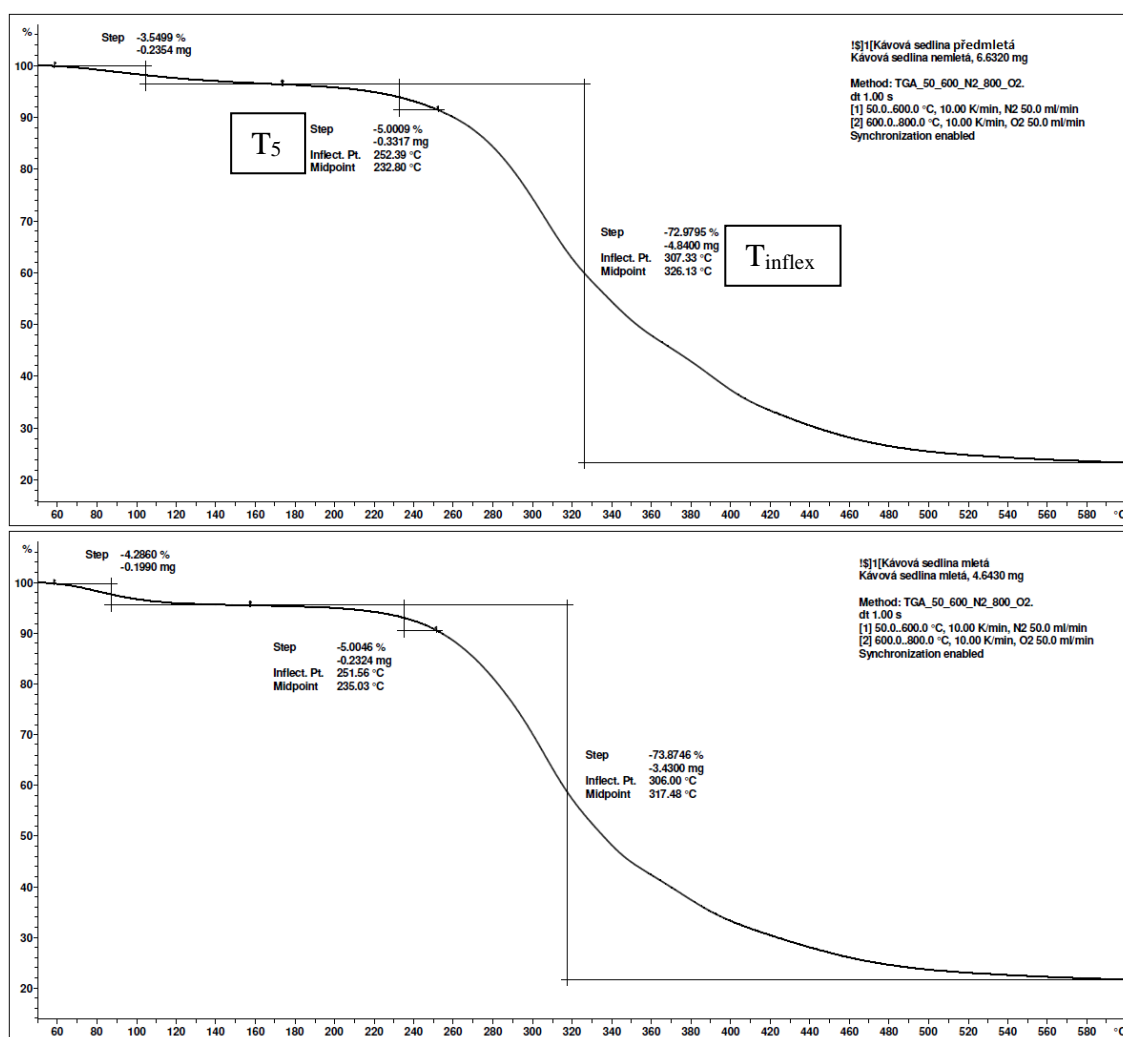 %
Step -3.5499 %
-0.2354 mg
!$]1[Kávová sedlina předmletá
Kávová sedlina nemletá, 6.6320 mg
Method: TGA_50_600_N2_800_O2.
dt 1.00 s
[1] 50.0..600.0 °C, 10.00 K/min, N2 50.0 ml/min
[2] 600.0..800.0 °C, 10.00 K/min, O2 50.0 ml/min
Synchronization enabled
T5
Step -5.0009 %
-0.3317 mg
Inflect. Pt. 252.39 °C
Midpoint 232.80 °C
Step -72.9795 %
-4.8400 mg
Inflect. Pt. 307.33 °C
Midpoint 326.13 °C
Tinflex
100
90
80
70
60
50
40
30
20
60 80 100 120 140 160 180 200 220 240 260 280 300 320 340 360 380 400 420 440 460 480 500 520 540 560 580 °C
%
Step -4.2860 %
-0.1990 mg
!$]1[Kávová sedlina mletá
Kávová sedlina mletá, 4.6430 mg
Method: TGA_50_600_N2_800_O2.
dt 1.00 s
[1] 50.0..600.0 °C, 10.00 K/min, N2 50.0 ml/min
[2] 600.0..800.0 °C, 10.00 K/min, O2 50.0 ml/min
Synchronization enabled
Step -5.0046 %
-0.2324 mg
Inflect. Pt. 251.56 °C
Midpoint 235.03 °C
Step -73.8746 %
-3.4300 mg
Inflect. Pt. 306.00 °C
Midpoint 317.48 °C
100
90
80
70
60
50
40
30
20
60 80 100 120 140 160 180 200 220 240 260 280 300 320 340 360 380 400 420 440 460 480 500 520 540 560 580 °C